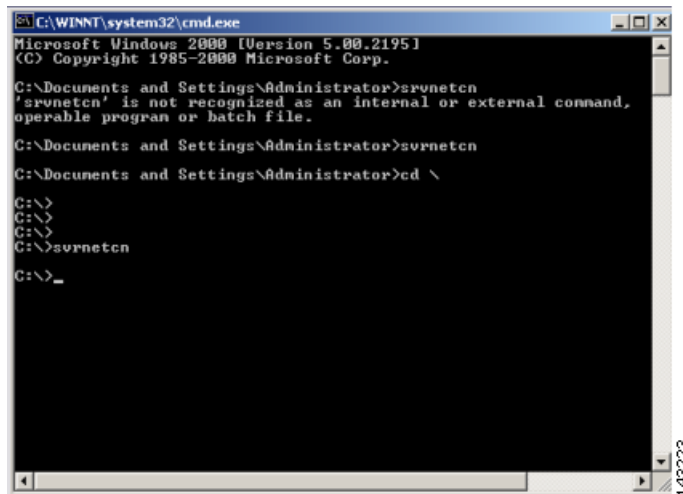 C:\WINNT\system32\cmd.exe
Microsoft Windows 2000 [Version 5.00.2195]
(C) Copyright 1985-2000 Microsoft Corp.
C:\Documents and Settings\Administrator>srvnetcn
'srvnetcn' is not recognized as an internal or external command,
operable program or batch file.
C:\Documents and Settings\Administrator>svrnetcn
C:\Documents and Settings\Administrator>cd \
C:\>
C:\>
C:\>
C:\>svrnetcn
C:\>_
143223